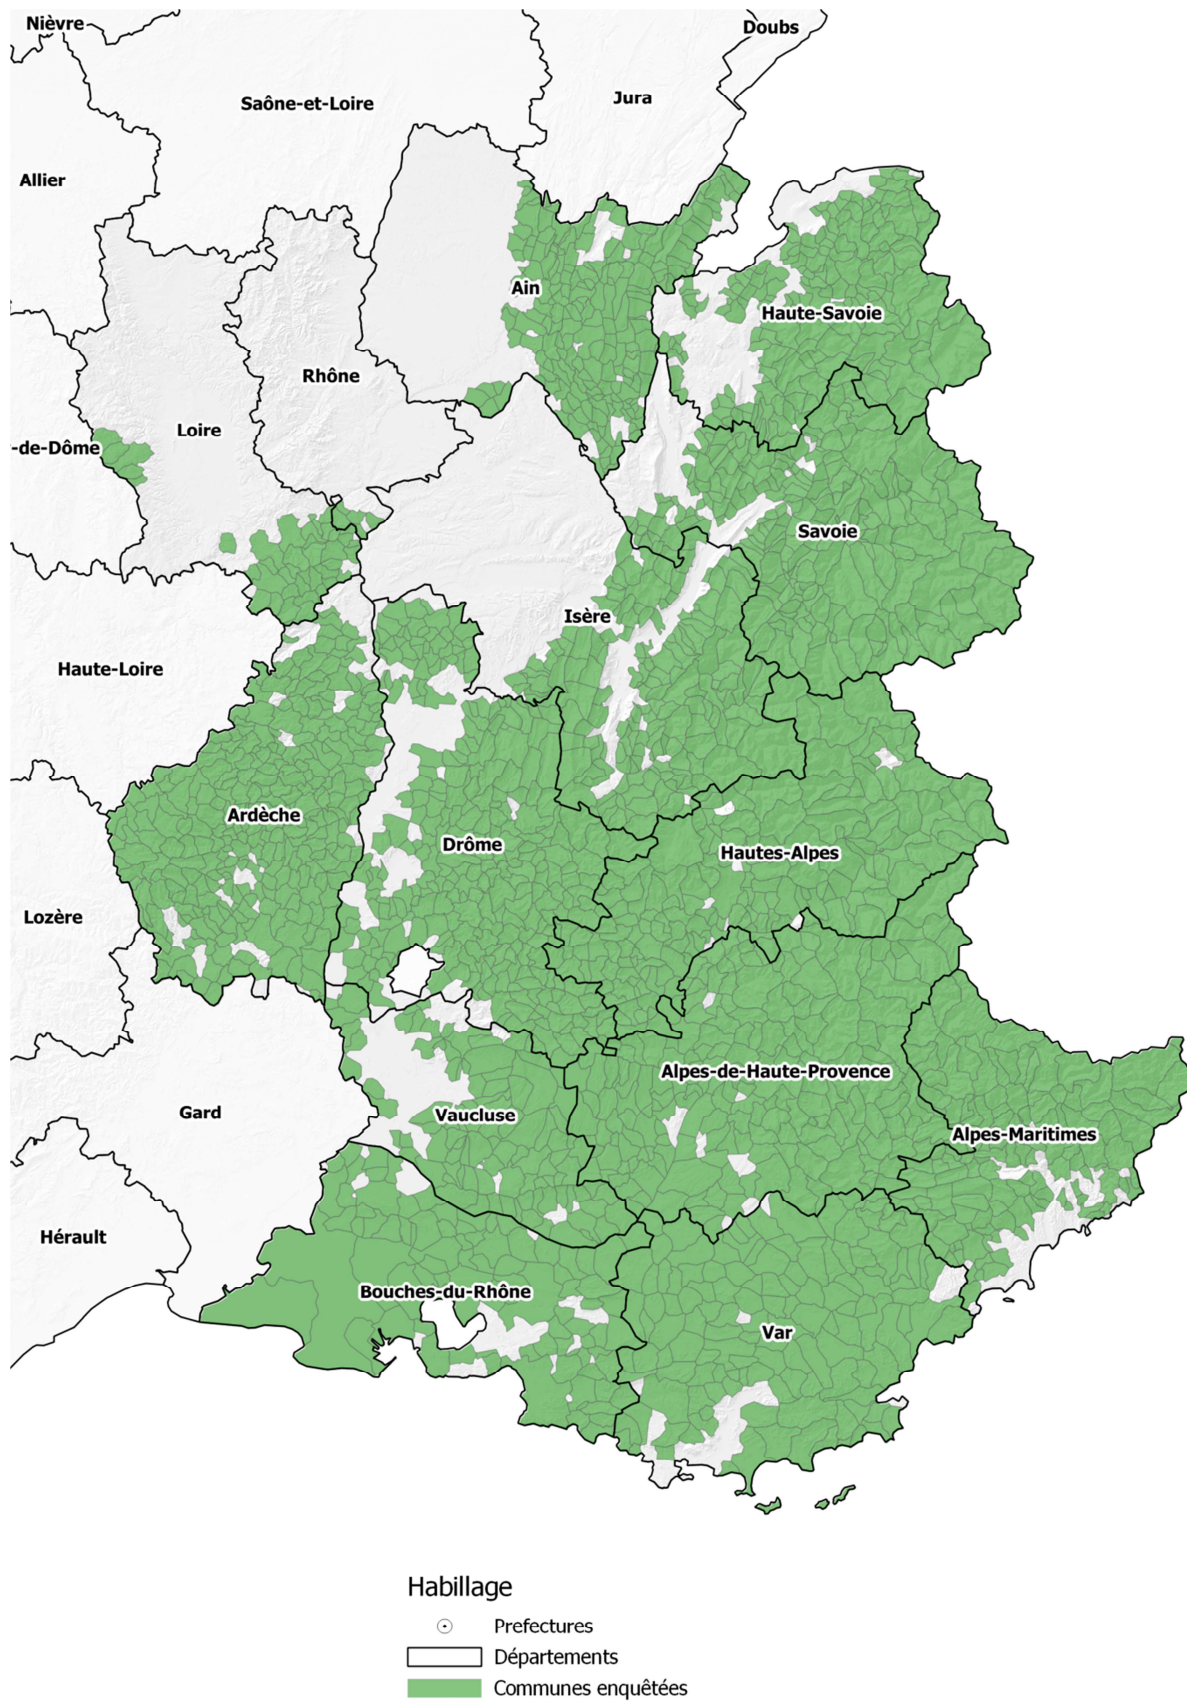 Nièvre
Doubs
Saône-et-Loire
Jura
Allier
Ain
Haute-Savoie
Rhône
Loire
-de-Dôme
Savoie
Isère
Haute-Loire
Ardèche
Drôme
Hautes-Alpes
Lozère
Alpes-de-Haute-Provence
Gard
Vaucluse
Alpes-Maritimes
Hérault
Bouches-du-Rhône
Var
Habillage
Prefectures
Départements
Communes enquêtées